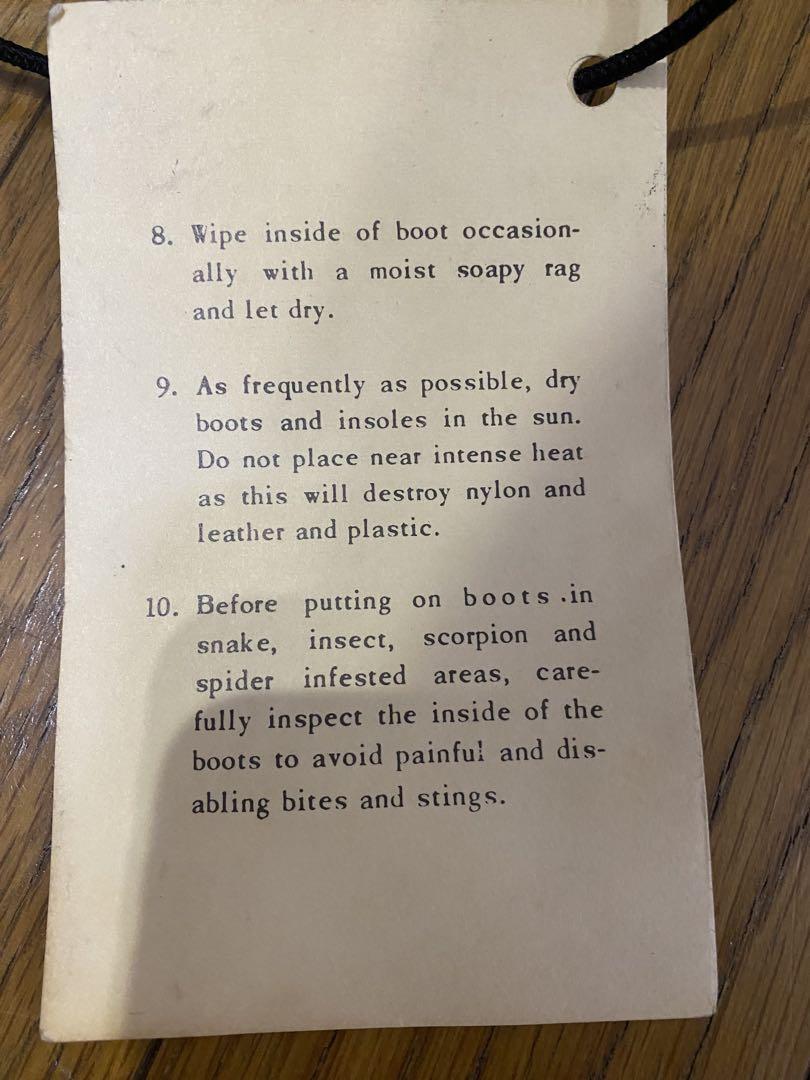 8. Wipe inside of boot occasion-
ally with a moist soapy rag
and let dry.
9. As frequently as possible, dry
boots and insoles in the sun.
Do not place near intense heat
as this will destroy nylon and
leather and plastic.
10. Before putting on boots in
snake, insect, scorpion and
spider infested areas, care-
fully inspect the inside of the
boots to avoid painful and dis-
abling bites and stings.